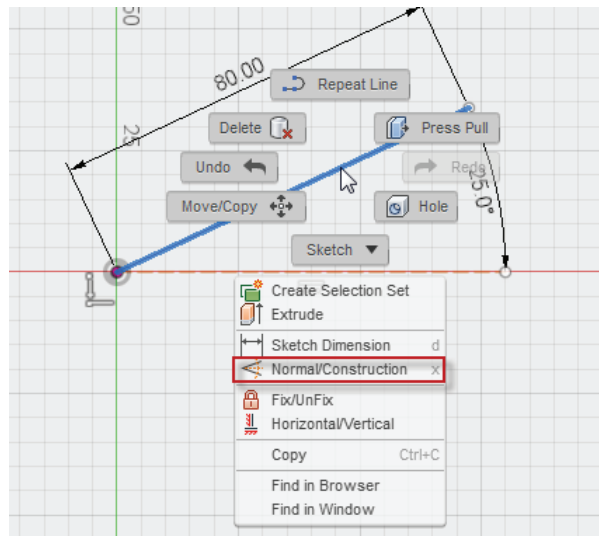 50
80.00
Repeat Line
Delete
Press Pull
25
Undo
Redo
Move/Copy
Hole
25.0°
Sketch
Create Selection Set
Extrude
Sketch Dimension d
Normal/Construction x
Fix/UnFix
Horizontal/Vertical
Copy Ctrl+C
Find in Browser
Find in Window